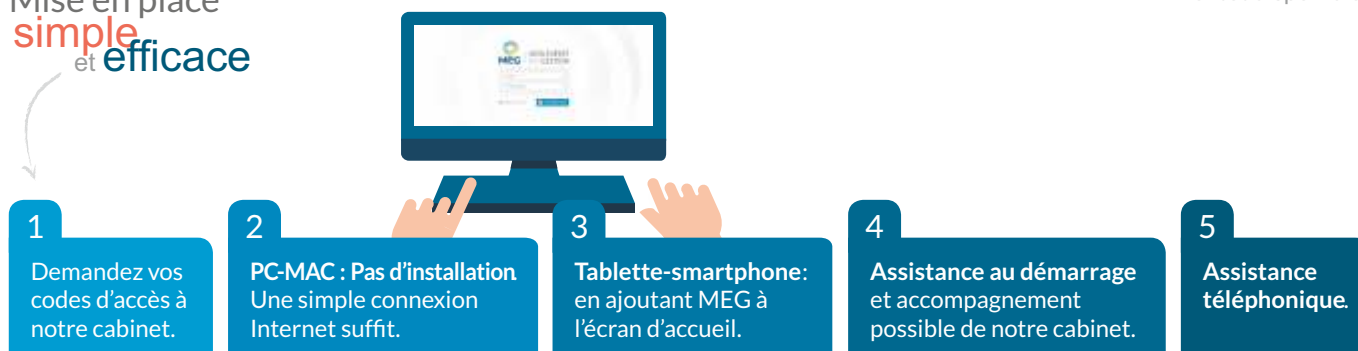 Mise en place
simple
et efficace
MEG
1
Demandez vos
codes d’accès à
notre cabinet.
2
PC-MAC : Pas d’installation.
Une simple connexion
Internet suffit.
3
Tablette-smartphone:
en ajoutant MEG à
l’écran d’accueil.
4
Assistance au démarrage
et accompagnement
possible de notre cabinet.
5
Assistance
téléphonique.